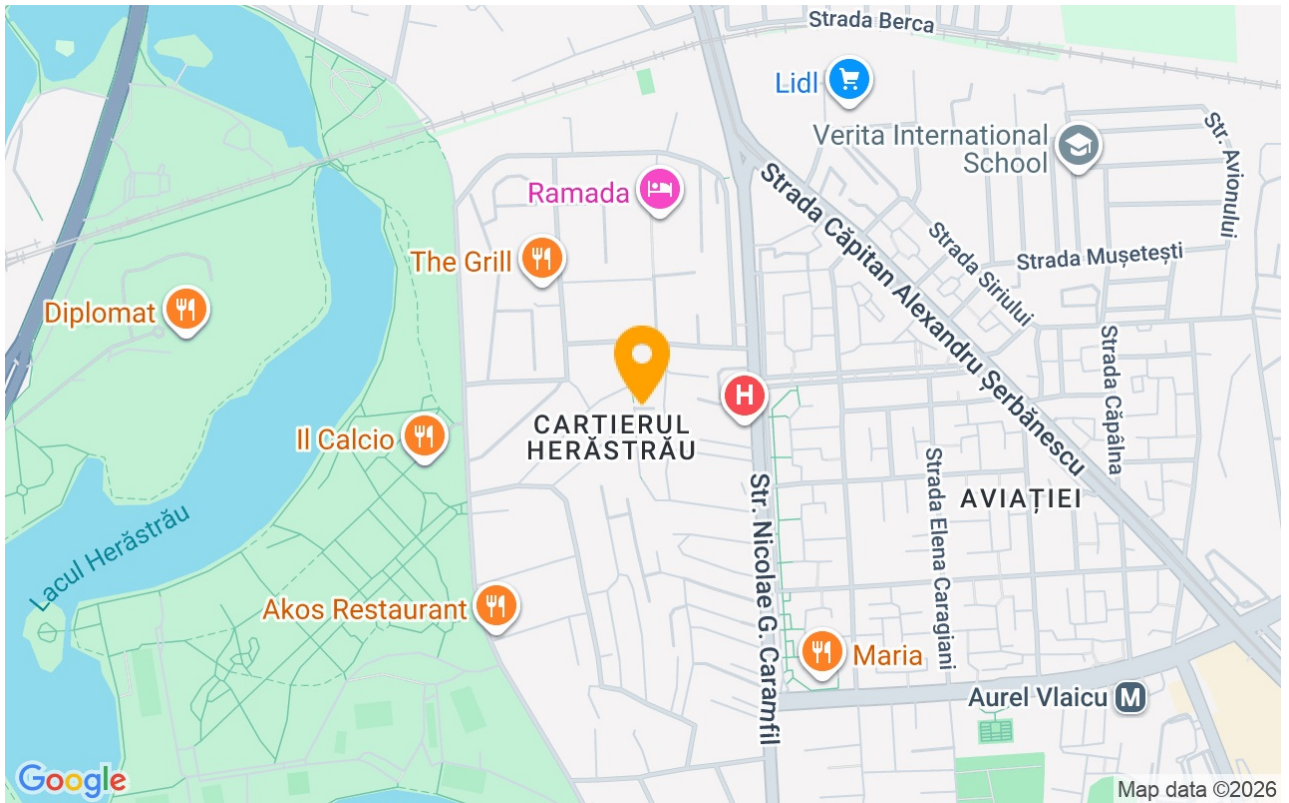 Strada Berca
Lidl
Verita International
School
Str. Avionului
Ramada
Strada Căpitan Alexandru Șerbănescu
The Grill
Strada Siriului
Strada Mușetești
Diplomat
Strada Căpâlna
H
CARTIERUL
HERĂSTRĂU
Il Calcio
Str. Nicolae G. Caramfil
Strada Elena Caragiani
AVIAȚIEI
Lacul Herăstrău
Akos Restaurant
Maria
Aurel Vlaicu M
Google
Map data ©2026